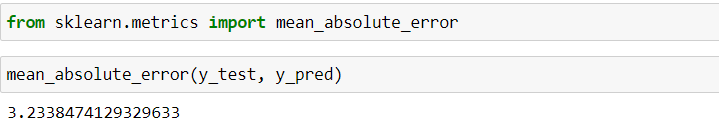 from sklearn.metrics import mean_absolute_error
mean_absolute_error(y_test, y_pred)
3.2338474129329633